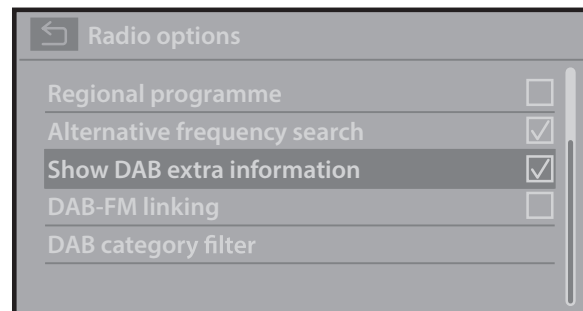 Radio options
Regional programme
Alternative frequency search
Show DAB extra information
DAB-FM linking
DAB category filter